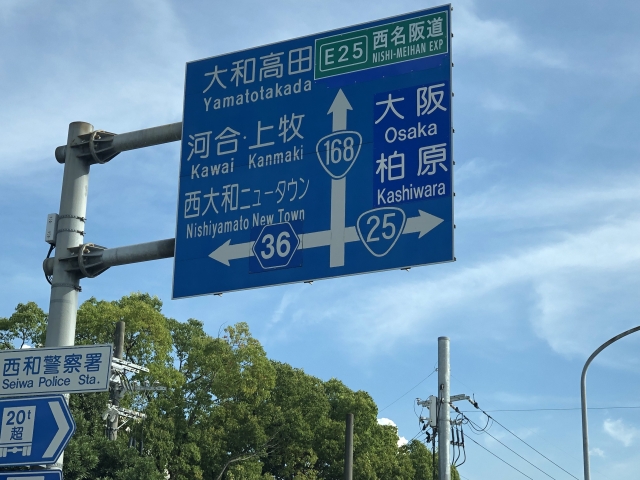 大和高田
Yamatotakada
E25 西名阪道
NISHI-MEIHAN EXP
河合・上牧
Kawai Kanmaki
168
大阪
Osaka
柏原
Kashiwara
西大和ニュータウン
Nishiyamato New Town
36
25
西和警察署
Seiwa Police Sta.
20t
超